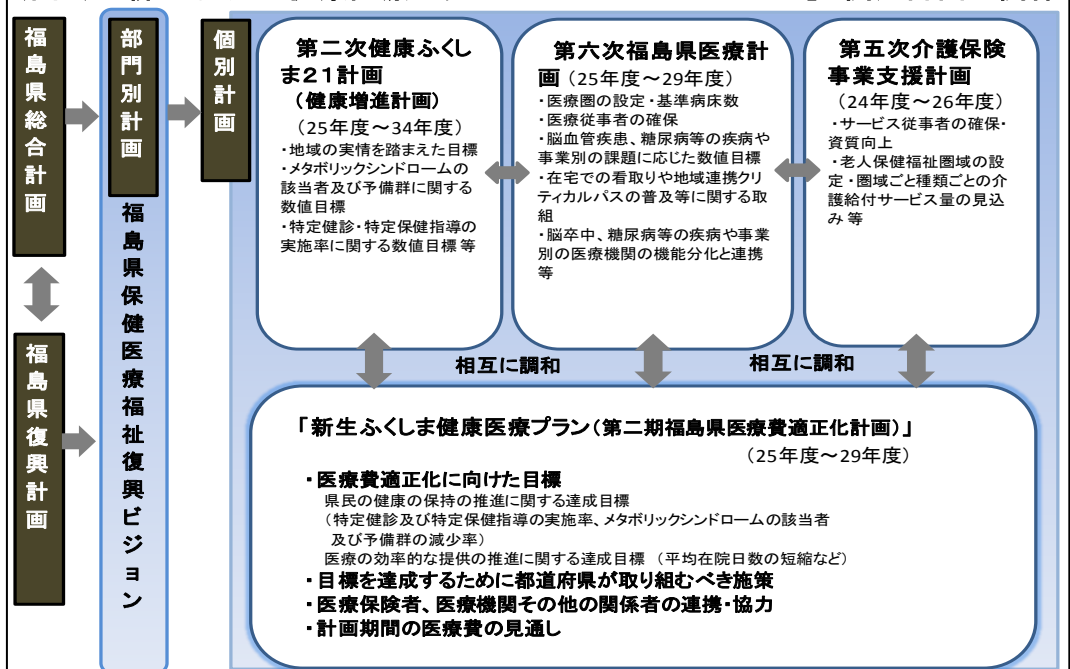 福島県総合計画
福島県復興計画
部門別計画
福島県保健医療福祉復興ビジョン
個別計画
第二次健康ふくし
ま21計画
(健康増進計画)
(25年度～34年度)
・地域の実情を踏まえた目標
・メタボリックシンドロームの
該当者及び予備群に関する
数値目標
・特定健診・特定保健指導の
実施率に関する数値目標 等
第六次福島県医療計
画(25年度～29年度)
・医療圏の設定・基準病床数
・医療従事者の確保
・脳血管疾患、糖尿病等の疾病や
事業別の課題に応じた数値目標
・在宅での看取りや地域連携クリ
ティカルパスの普及等に関する取
組
・脳卒中、糖尿病等の疾病や事業
別の医療機関の機能分化と連携
等
第五次介護保険
事業支援計画
(24年度～26年度)
・サービス従事者の確保・
資質向上
・老人保健福祉圏域の設
定・圏域ごと種類ごとの介
護給付サービス量の見込
み 等
相互に調和
相互に調和
「新生ふくしま健康医療プラン(第二期福島県医療費適正化計画)」
(25年度～29年度)
・医療費適正化に向けた目標
県民の健康の保持の推進に関する達成目標
(特定健診及び特定保健指導の実施率、メタボリックシンドロームの該当者
及び予備群の減少率)
医療の効率的な提供の推進に関する達成目標 (平均在院日数の短縮など)
・目標を達成するために都道府県が取り組むべき施策
・医療保険者、医療機関その他の関係者の連携・協力
・計画期間の医療費の見通し